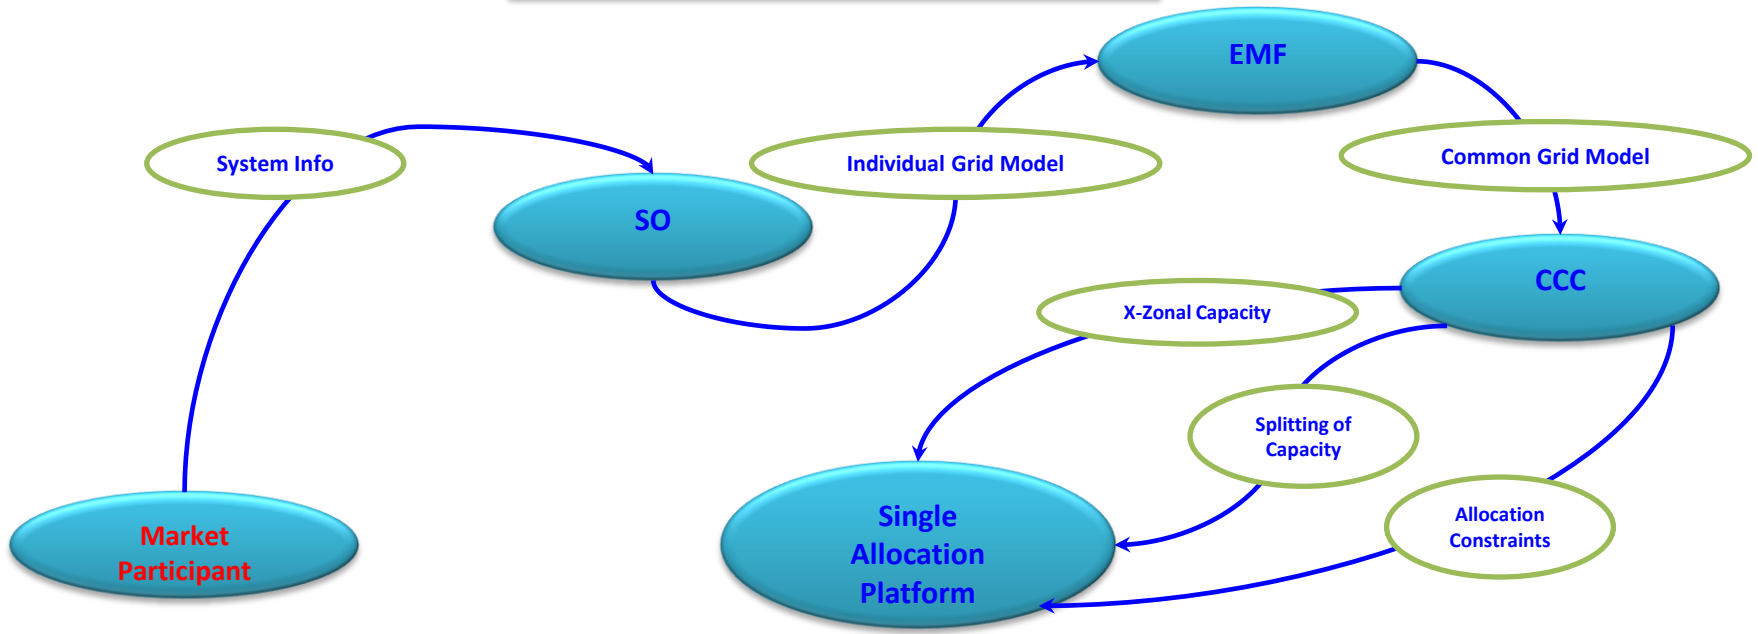 EMF
System Info
Individual Grid Model
Common Grid Model
SO
CCC
X-Zonal Capacity
Splitting of
Capacity
Single
Allocation
Platform
Allocation
Constraints
Market
Participant